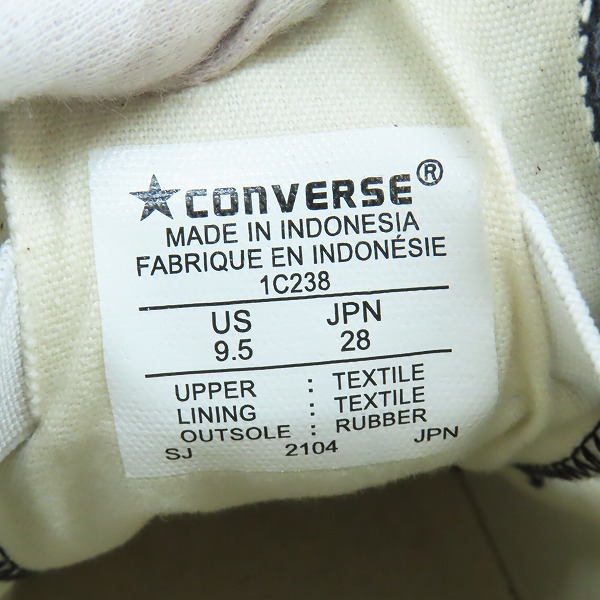 ★CONVERSE®
MADE IN INDONESIA
FABRIQUE EN INDONÉSIE
1C238
US JPN
9.5 28
UPPER : TEXTILE
LINING : TEXTILE
OUTSOLE : RUBBER
SJ 2104 JPN